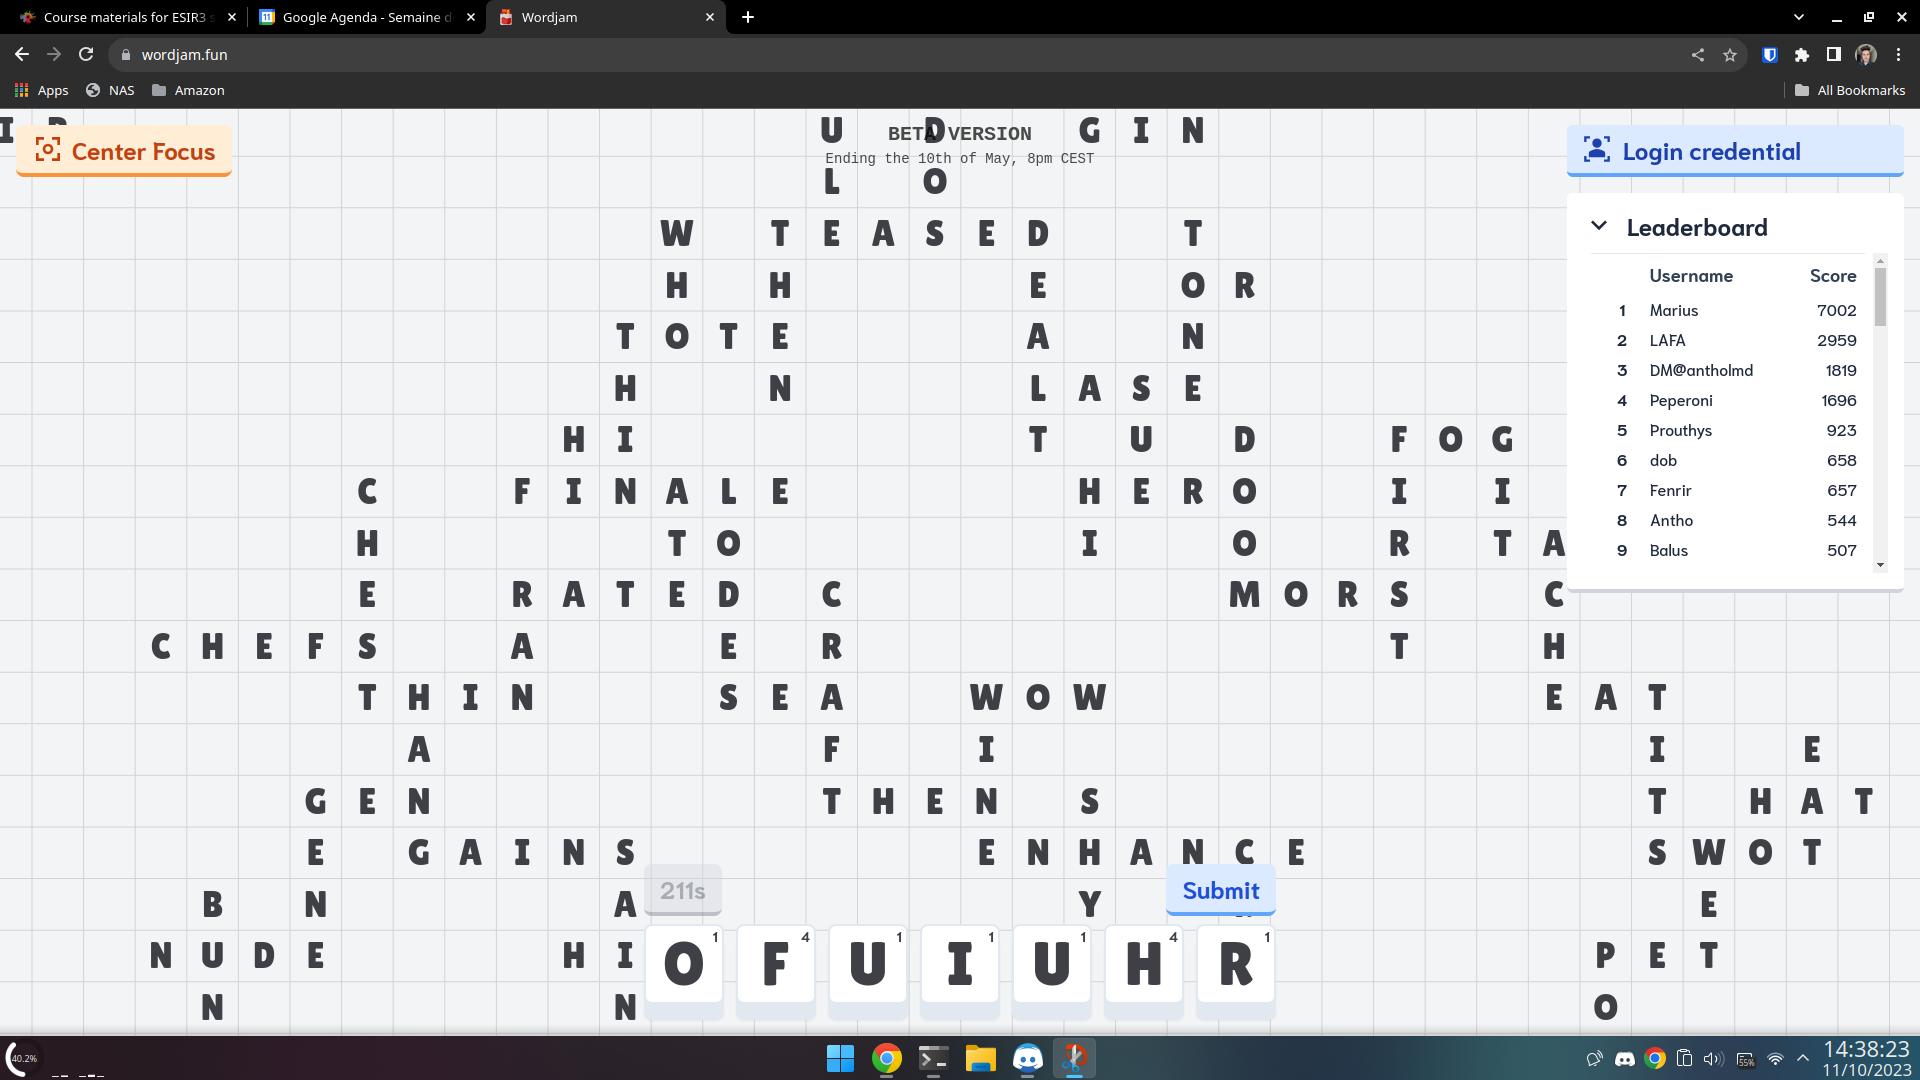 Course materials for ESIR3 s
Google Agenda - Semaine d
Wordjam
wordjam.fun
Apps
NAS
Amazon
All Bookmarks
I U D G I N
BETA VERSION
Center Focus
Ending the 10th of May, 8pm CEST
Login credential
L O
W T E A S E D T
Leaderboard
H H E O R
Username Score
1 Marius 7002
T O T E A N
2 LAFA 2959
3 DM@antholmd 1819
H N L A S E
4 Peperoni 1696
H I T U D F O G
5 Prouthys 923
6 dob 658
C F I N A L E H E R O I I
7 Fenrir 657
8 Antho 544
H T O I O R T A
9 Balus 507
E R A T E D C M O R S C
C H E F S A E R T H
T H I N S E A W O W E A T
A F I I E
G E N T H E N S T H A T
E G A I N S E N H A N C E S W O T
211s
Submit
B N A Y E
N U D E H I P E T
O 1 F 4 U 1 I 1 U 1 H 4 R 1
N N O
40.2%
55%
14:38:23
11/10/2023